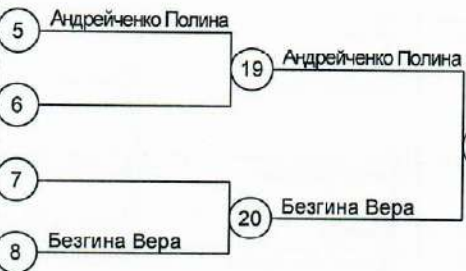 5 Андрейченко Полина
19 Андрейченко Полина
6
7
20 Безгина Вера
8 Безгина Вера